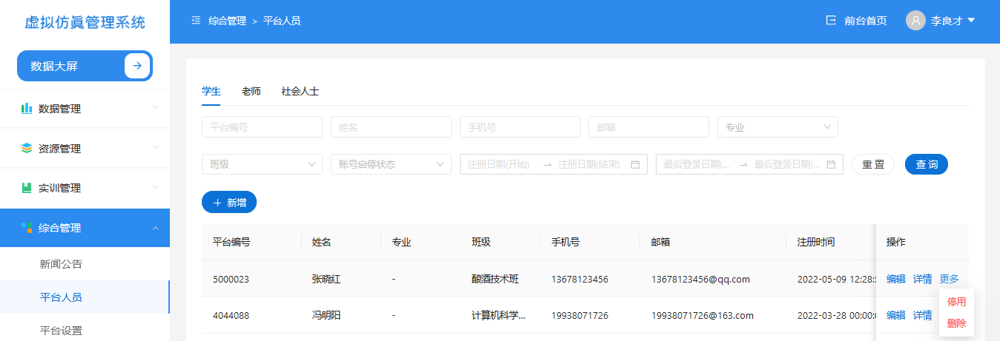 虚拟仿真管理系统
综合管理 > 平台人员
前台首页
李良才
数据大屏
数据管理
资源管理
实训管理
综合管理
新闻公告
平台人员
平台设置
学生 老师 社会人士
平台编号 姓名 手机号 邮箱 专业
班级 账号启停状态 注册日期(开始) → 注册日期(结束) 最后登录日期(... → 最后登录日期(... 重 置 查 询
+ 新增
平台编号 姓名 专业 班级 手机号 邮箱 注册时间 操作
5000023 张晓红 - 酿酒技术班 13678123456 13678123456@qq.com 2022-05-09 12:28: 编辑 详情 更多
停用
4044088 冯明阳 - 计算机科学... 19938071726 19938071726@163.com 2022-03-28 00:00: 编辑 详情
删除